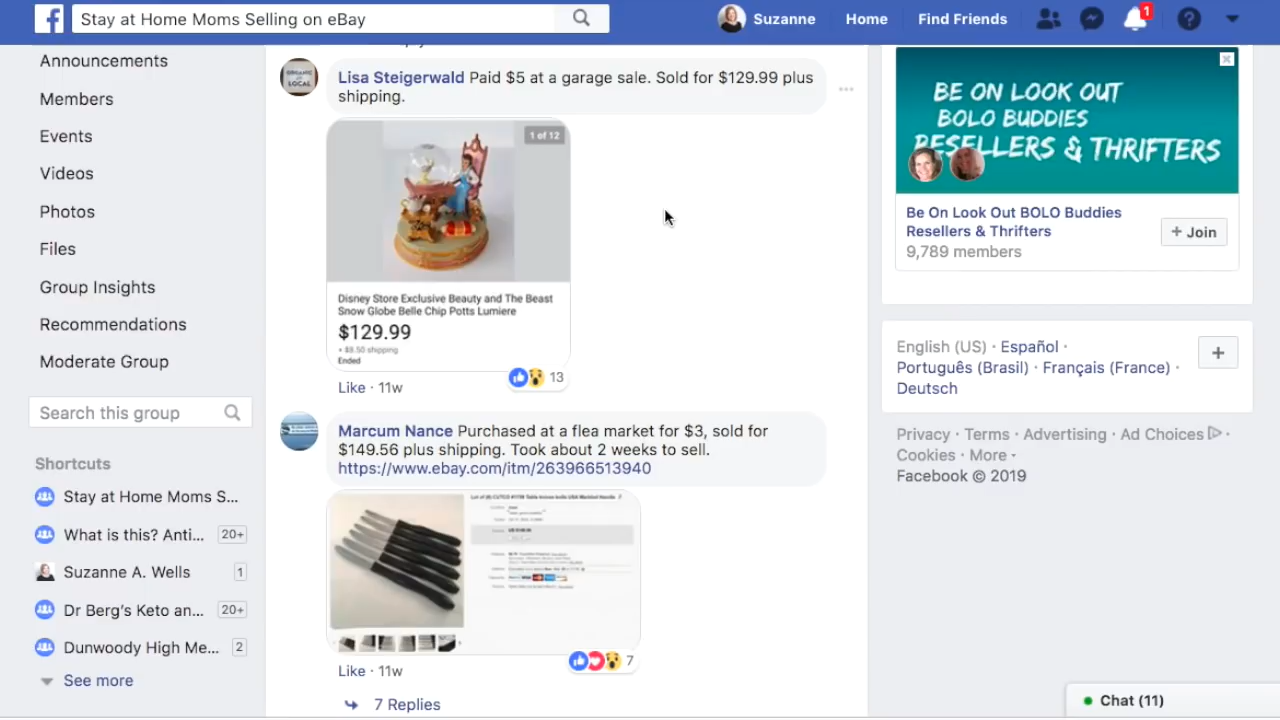 Stay at Home Moms Selling on eBay
Suzanne
Home
Find Friends
1
Announcements
Members
Events
Videos
Photos
Files
Group Insights
Recommendations
Moderate Group
Search this group
Shortcuts
Stay at Home Moms S...
What is this? Anti...
20+
Suzanne A. Wells
1
Dr Berg's Keto an...
20+
Dunwoody High Me...
2
See more
ORGANIC
LOCAL
Lisa Steigerwald Paid $5 at a garage sale. Sold for $129.99 plus
shipping.
1 of 12
Disney Store Exclusive Beauty and The Beast
Snow Globe Belle Chip Potts Lumiere
$129.99
+ $8.50 shipping
Ended
13
Like · 11w
Marcum Nance Purchased at a flea market for $3, sold for
$149.56 plus shipping. Took about 2 weeks to sell.
https://www.ebay.com/itm/263966513940
7
Like · 11w
7 Replies
BE ON LOOK OUT
BOLO BUDDIES
RESELLERS & THRIFTERS
Be On Look Out BOLO Buddies
Resellers & Thrifters
9,789 members
+ Join
English (US) · Español ·
Português (Brasil) · Français (France) ·
Deutsch
Privacy · Terms · Advertising · Ad Choices ·
Cookies · More
Facebook © 2019
Chat (11)